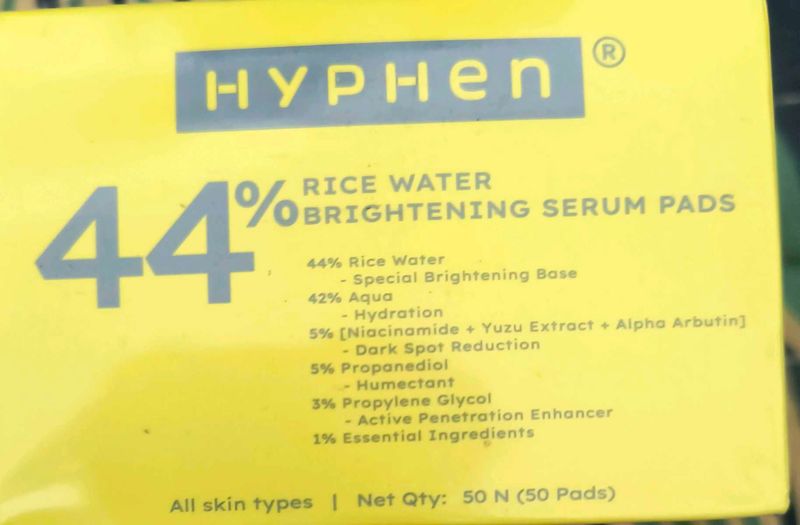 HYPHEN ®
44% RICE WATER
BRIGHTENING SERUM PADS
44% Rice Water
- Special Brightening Base
42% Aqua
- Hydration
5% [Niacinamide + Yuzu Extract + Alpha Arbutin]
- Dark Spot Reduction
5% Propanediol
- Humectant
3% Propylene Glycol
- Active Penetration Enhancer
1% Essential Ingredients
All skin types | Net Qty: 50 N (50 Pads)